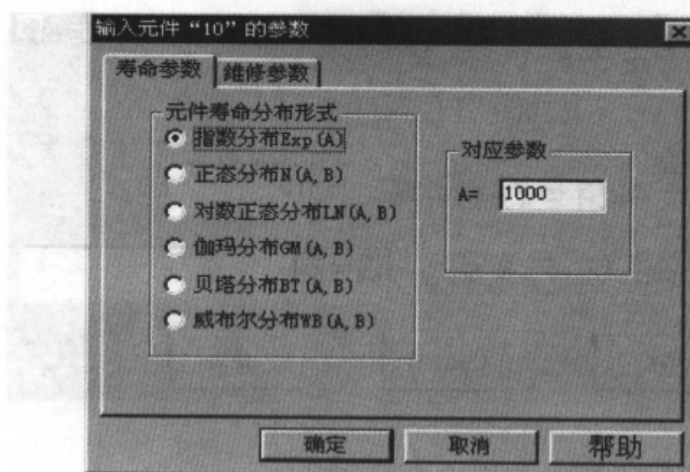 输入元件“10”的参数
寿命参数 维修参数
元件寿命分布形式
指数分布Exp(A)
正态分布N(A, B)
对数正态分布LN(A, B)
伽玛分布GM(A, B)
贝塔分布BT(A, B)
威布尔分布WB(A, B)
对应参数
A= 1000
确定 取消 帮助